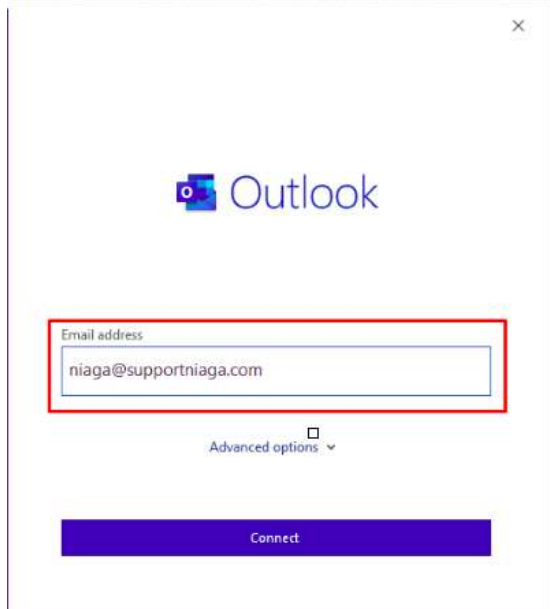 Outlook
Email address
niaga@supportniaga.com
Advanced options
Connect